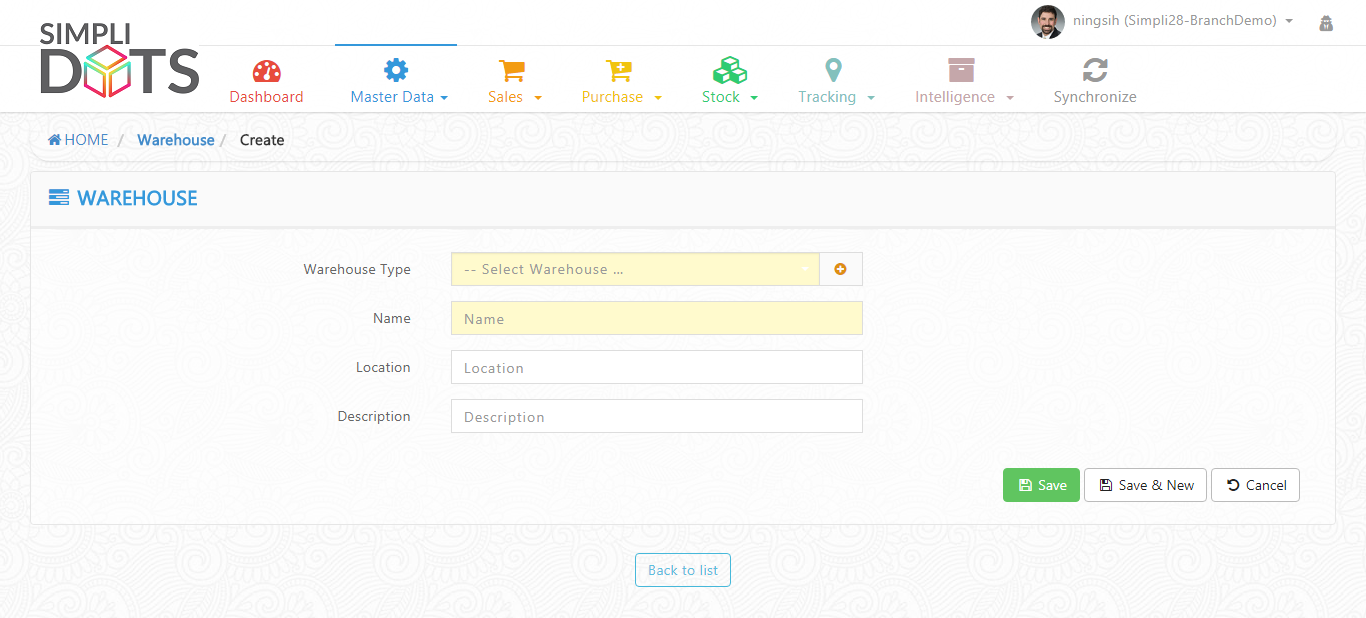 ningsih (Simpli28-BranchDemo)
SIMPLI
DOTS
Dashboard
Master Data
Sales
Purchase
Stock
Tracking
Intelligence
Synchronize
HOME / Warehouse / Create
WAREHOUSE
Warehouse Type
-- Select Warehouse ...
Name
Name
Location
Location
Description
Description
Save
Save & New
Cancel
Back to list